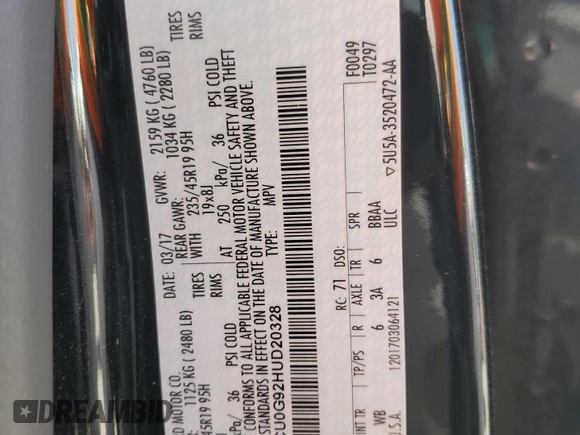 D MOTOR CO.
DATE: 03/17 GVWR: 2159 KG ( 4760 LB)
1125 KG ( 2480 LB) REAR GAWR: 1034 KG ( 2280 LB)
45R19 95H TIRES WITH 235/45R19 95H TIRES
RIMS 19x8J RIMS
kPa/ 36 PSI COLD AT 250 kPa/ 36 PSI COLD
CONFORMS TO ALL APPLICABLE FEDERAL MOTOR VEHICLE SAFETY AND THEFT
STANDARDS IN EFFECT ON THE DATE OF MANUFACTURE SHOWN ABOVE.
CU0G92HUD20328 TYPE: MPV
F0049
T0297
RC: 71 DSO:
INT TR TP/PS R AXLE TR SPR
WB 6 3A 6 BBAA
ULC
U.S.A. 1201703064121 ▽5U5A-3520472-AA
DREAMBID